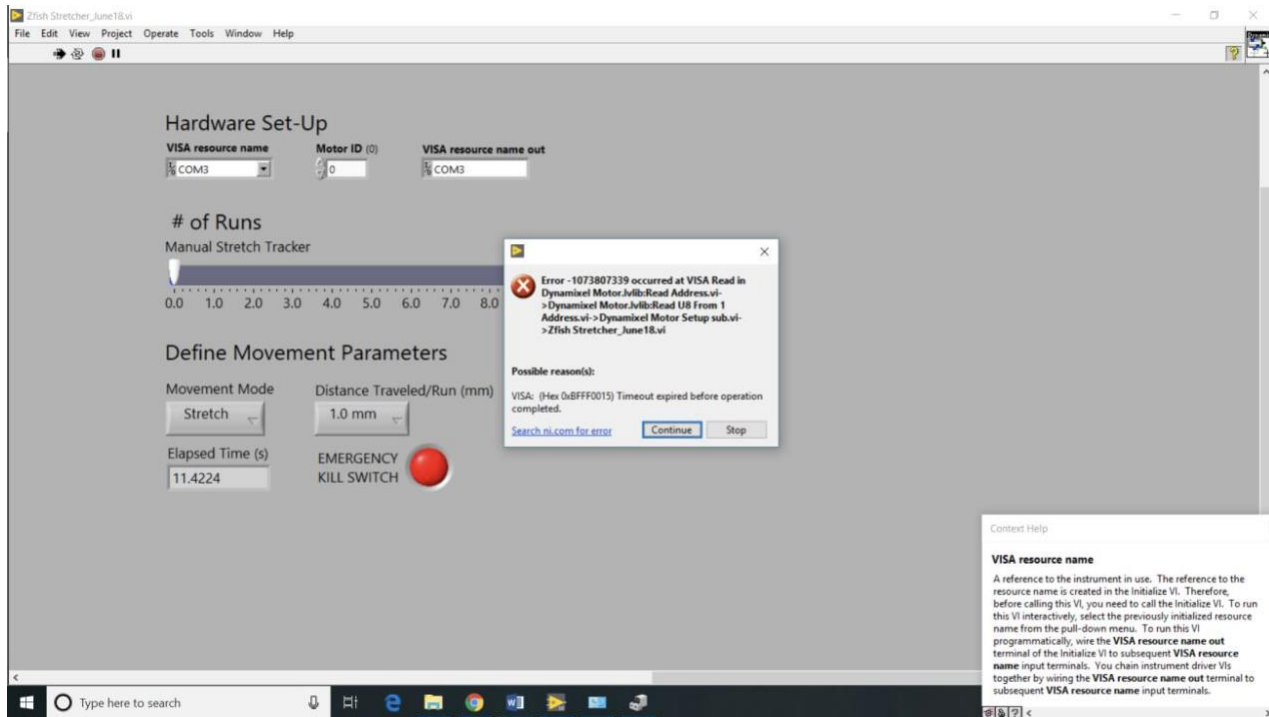 Zfish Stretcher_June18.vi
File Edit View Project Operate Tools Window Help
Hardware Set-Up
VISA resource name Motor ID (0) VISA resource name out
COM3 0 COM3
# of Runs
Manual Stretch Tracker
0.0 1.0 2.0 3.0 4.0 5.0 6.0 7.0 8.0
Define Movement Parameters
Movement Mode Distance Traveled/Run (mm)
Stretch 1.0 mm
Elapsed Time (s)
11.4224
EMERGENCY
KILL SWITCH
Error -1073807339 occurred at VISA Read in
Dynamixel Motor.lvlib:Read Address.vi-
>Dynamixel Motor.lvlib:Read U8 From 1
Address.vi->Dynamixel Motor Setup sub.vi-
>Zfish Stretcher_June18.vi
Possible reason(s):
VISA: (Hex 0xBFFF0015) Timeout expired before operation
completed.
Search ni.com for error Continue Stop
Context Help
VISA resource name
A reference to the instrument in use. The reference to the
resource name is created in the Initialize VI. Therefore,
before calling this VI, you need to call the Initialize VI. To run
this VI interactively, select the previously initialized resource
name from the pull-down menu. To run this VI
programmatically, wire the VISA resource name out
terminal of the Initialize VI to subsequent VISA resource
name input terminals. You chain instrument driver VIs
together by wiring the VISA resource name out terminal to
subsequent VISA resource name input terminals.
Type here to search